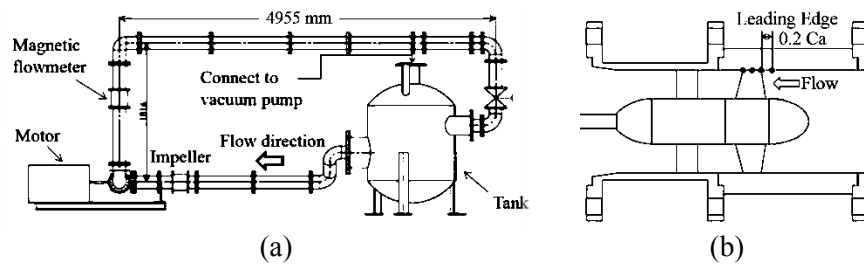 4955 mm
Magnetic
flowmeter
Connect to
vacuum pump
Motor
Impeller
Flow direction
Tank
(a)
Leading Edge
0.2 Ca
Flow
(b)